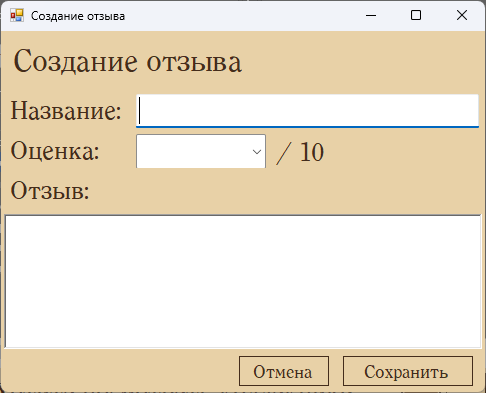 Создание отзыва
Создание отзыва
Название:
Оценка: / 10
Отзыв:
Отмена Сохранить